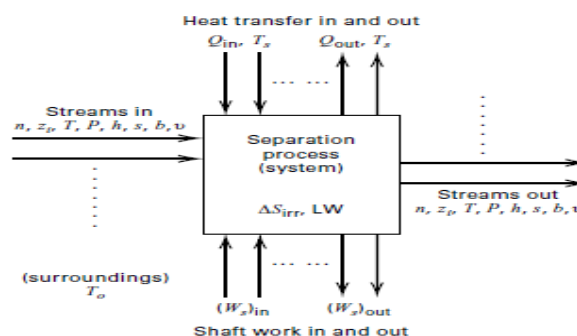 Heat transfer in and out
Q_in, T_s Q_out, T_s
Streams in
n, z_i, T, P, h, s, b, υ
Separation
process
(system)
ΔS_irr, LW
Streams out
n, z_i, T, P, h, s, b, υ
(surroundings)
T_o
(W_s)_in (W_s)_out
Shaft work in and out